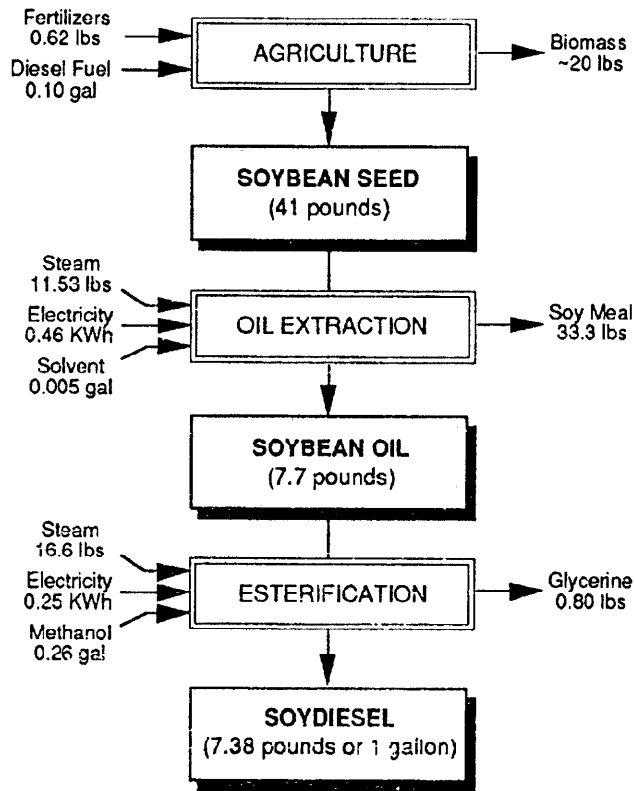 Fertilizers
0.62 lbs
AGRICULTURE
Biomass
~20 lbs
Diesel Fuel
0.10 gal
SOYBEAN SEED
(41 pounds)
Steam
11.53 lbs
Electricity
0.46 KWh
OIL EXTRACTION
Soy Meal
33.3 lbs
Solvent
0.005 gal
SOYBEAN OIL
(7.7 pounds)
Steam
16.6 lbs
Electricity
0.25 KWh
ESTERIFICATION
Glycerine
0.80 lbs
Methanol
0.26 gal
SOYDIESEL
(7.38 pounds or 1 gallon)